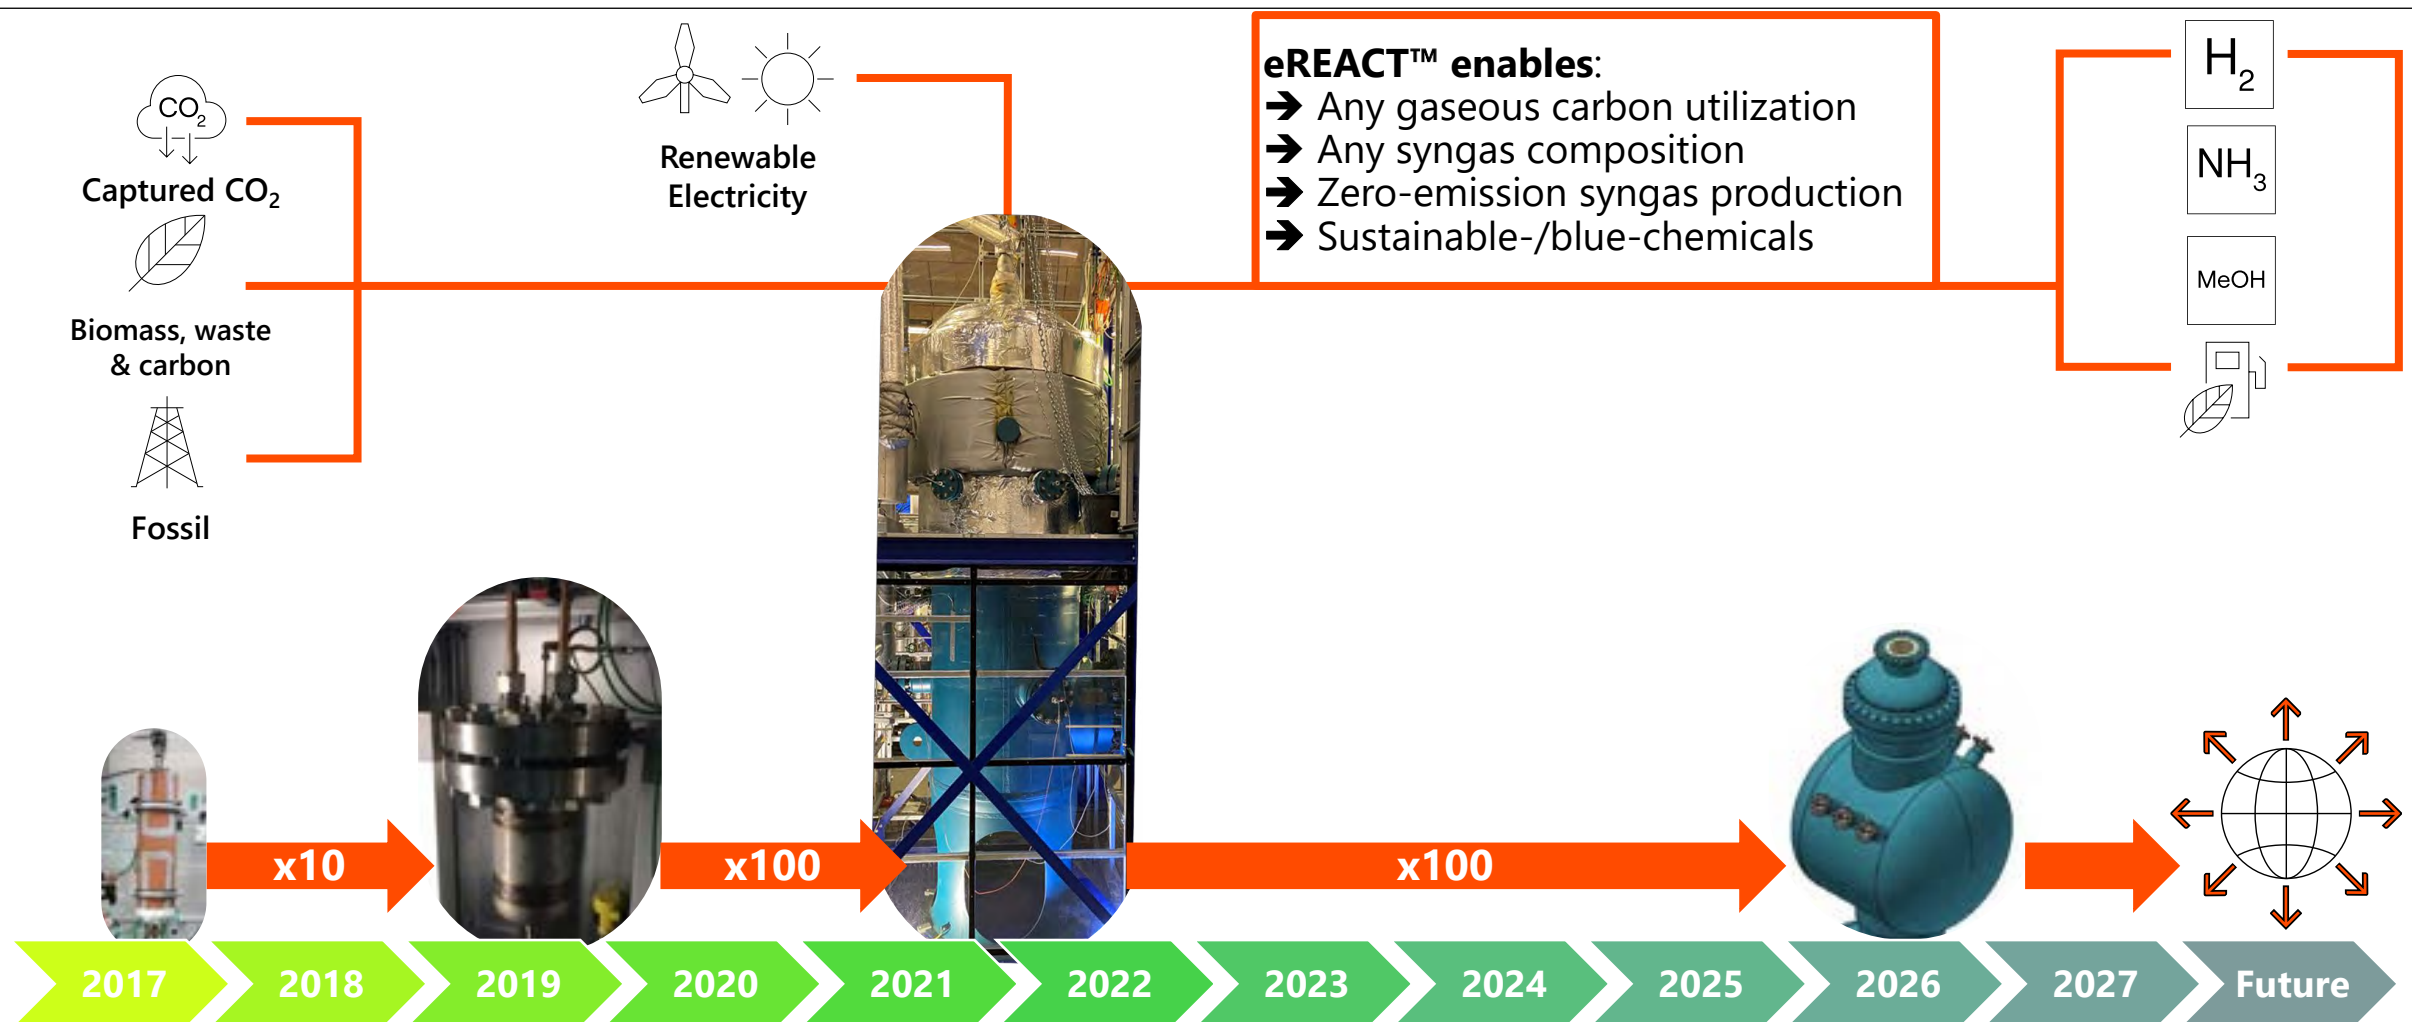 CO₂
Captured CO₂
Biomass, waste
& carbon
Fossil
Renewable
Electricity
eREACT™ enables:
➔ Any gaseous carbon utilization
➔ Any syngas composition
➔ Zero-emission syngas production
➔ Sustainable-/blue-chemicals
H₂
NH₃
MeOH
x10
x100
x100
2017
2018
2019
2020
2021
2022
2023
2024
2025
2026
2027
Future